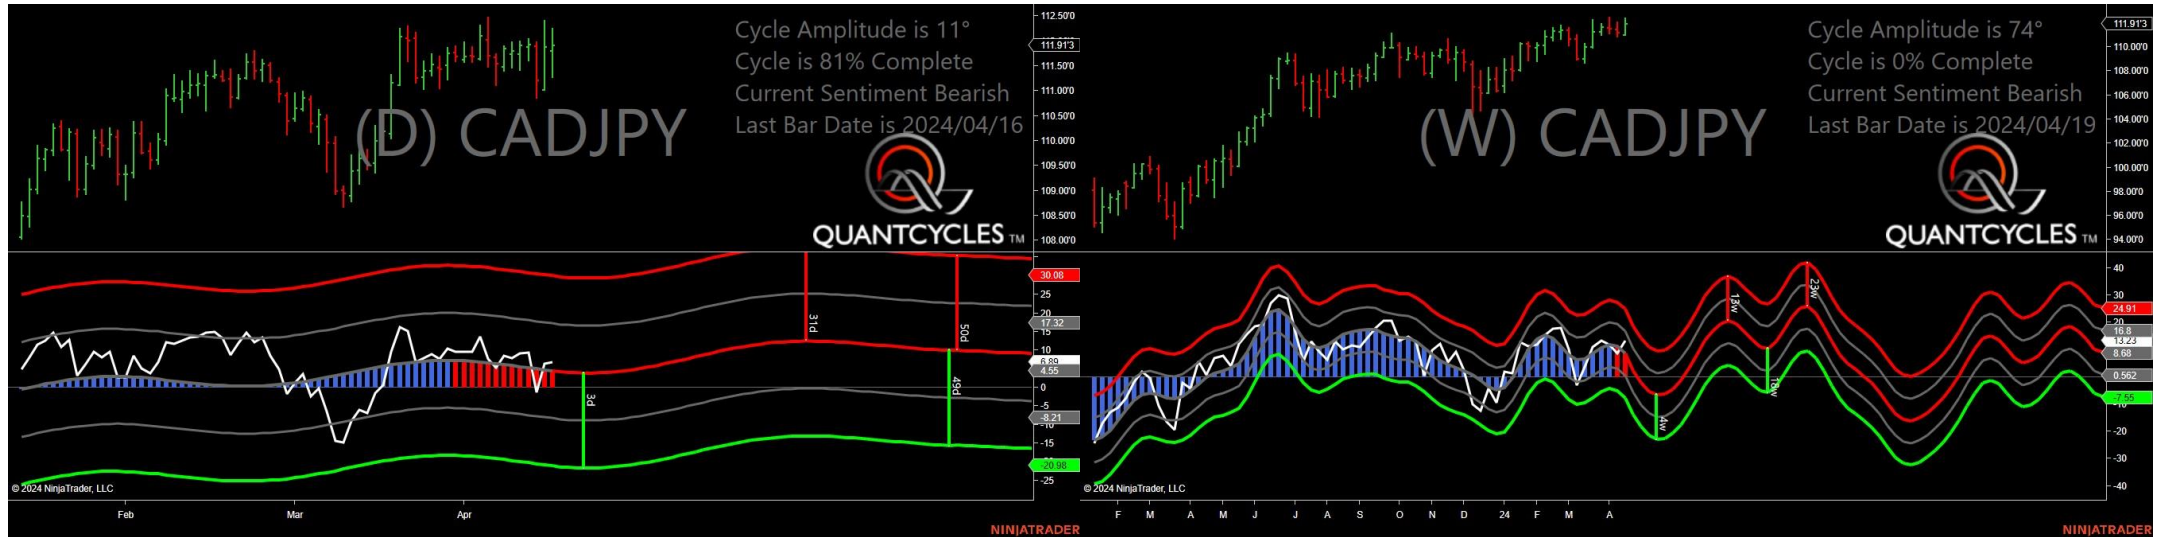 Cycle Amplitude is 11°
Cycle is 81% Complete
Current Sentiment Bearish
Last Bar Date is 2024/04/16
(D) CADJPY
QUANTCYCLES TM
112.50'0
111.91'3
111.50'0
111.00'0
110.50'0
110.00'0
109.50'0
109.00'0
108.50'0
108.00'0
31d
50d
3d
49d
30.08
25
20
17.32
15
10
6.89
4.55
0
-5
-8.21
-10
-15
-20.98
-25
© 2024 NinjaTrader, LLC
Feb Mar Apr
NINJATRADER
Cycle Amplitude is 74°
Cycle is 0% Complete
Current Sentiment Bearish
Last Bar Date is 2024/04/19
(W) CADJPY
QUANTCYCLES TM
111.91'3
110.00'0
108.00'0
106.00'0
104.00'0
102.00'0
100.00'0
98.00'0
96.00'0
94.00'0
13w
23w
4w
18w
40
30
24.91
20
16.8
13.23
8.68
0.562
-7.55
-10
-20
-30
-40
© 2024 NinjaTrader, LLC
F M A M J J A S O N D 24 F M A
NINJATRADER